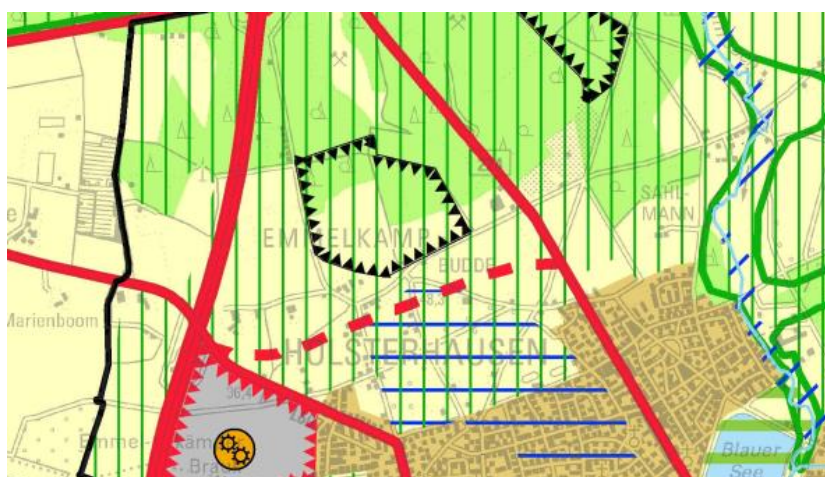 SAHL-
MANN
EMMELKAMP
BUDDE
Marienboom
HOLSTERHAUSEN
Blauer
See